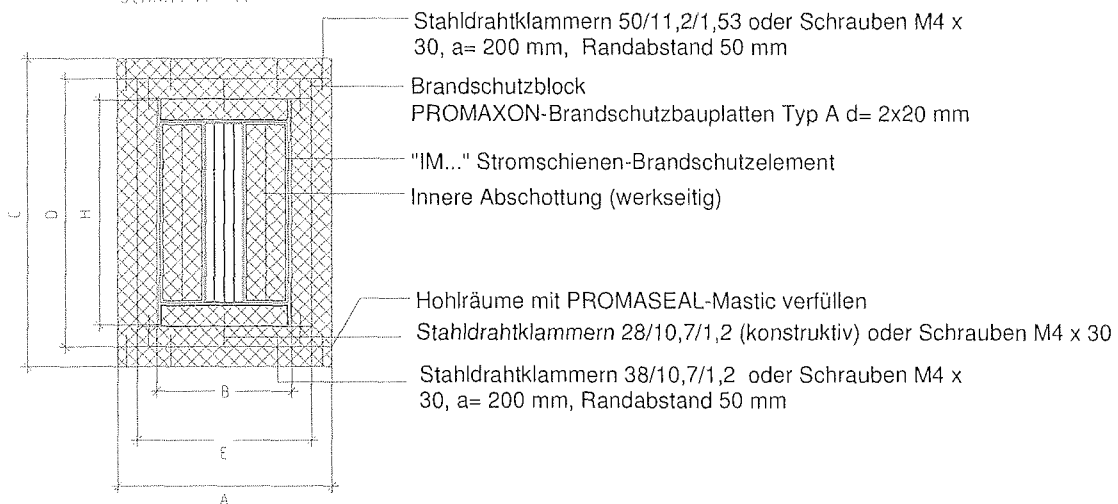 Stahldrahtklammern 50/11,2/1,53 oder Schrauben M4 x
30, a= 200 mm, Randabstand 50 mm
Brandschutzblock
PROMAXON-Brandschutzbauplatten Typ A d= 2x20 mm
"IM..." Stromschienen-Brandschutzelement
Innere Abschottung (werkseitig)
C
D
H
Hohlräume mit PROMASEAL-Mastic verfüllen
Stahldrahtklammern 28/10,7/1,2 (konstruktiv) oder Schrauben M4 x 30
Stahldrahtklammern 38/10,7/1,2 oder Schrauben M4 x
30, a= 200 mm, Randabstand 50 mm
B
E
A